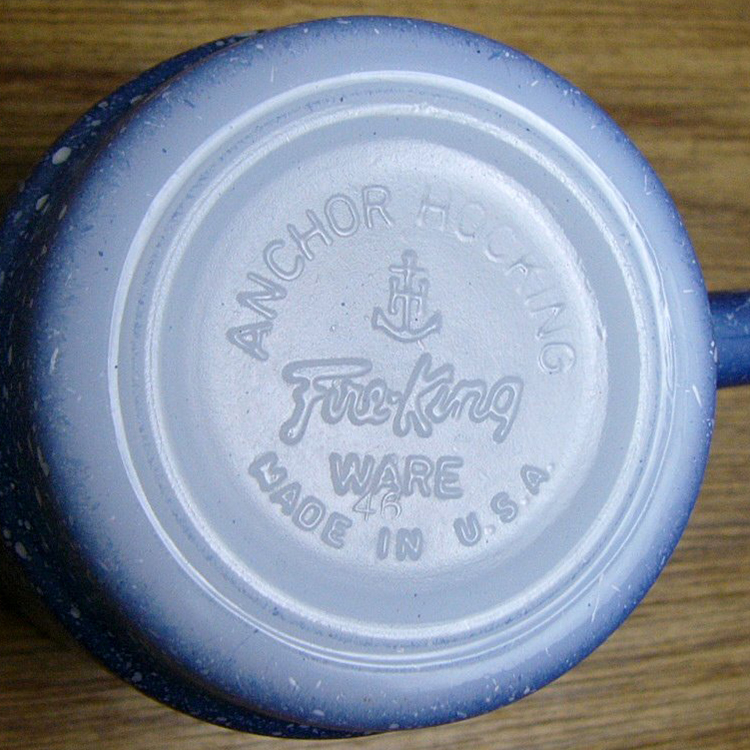 ANCHOR HOCKING
Fire-King
WARE
46
MADE IN U.S.A.